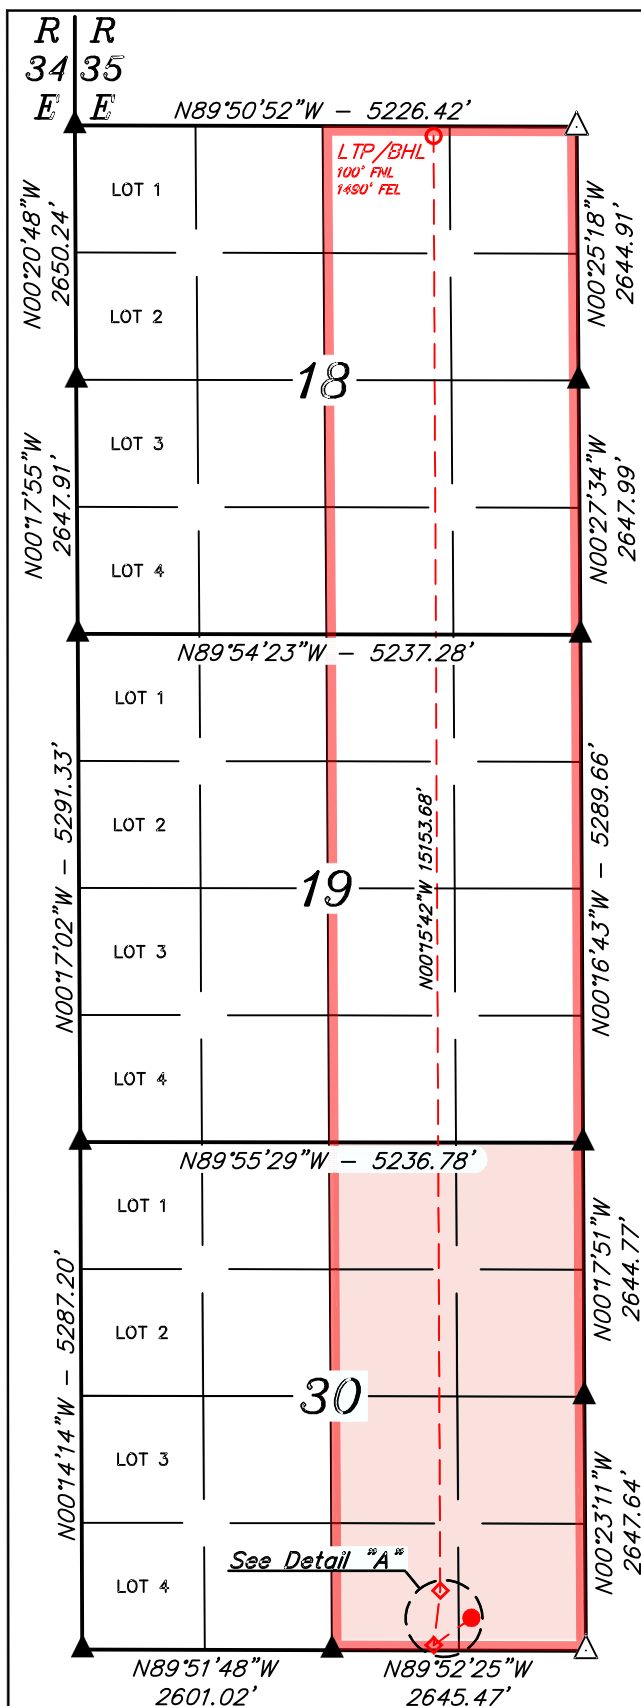 R R
34 35
E E
N89°50'52"W – 5226.42'
LTP/BHL
100' FNL
1490' FEL
LOT 1
N00°20'48"W
2650.24'
N00°25'18"W
2644.91'
LOT 2
18
LOT 3
N00°17'55"W
2647.91'
N00°27'34"W
2647.99'
LOT 4
N89°54'23"W – 5237.28'
LOT 1
N00°17'02"W – 5291.33'
N00°15'42"W 15153.68'
N00°16'43"W – 5289.66'
LOT 2
19
LOT 3
LOT 4
N89°55'29"W – 5236.78'
LOT 1
N00°14'14"W – 5287.20'
N00°17'51"W
2644.77'
LOT 2
30
LOT 3
N00°23'11"W
2647.64'
See Detail "A"
LOT 4
N89°51'48"W
2601.02'
N89°52'25"W
2645.47'